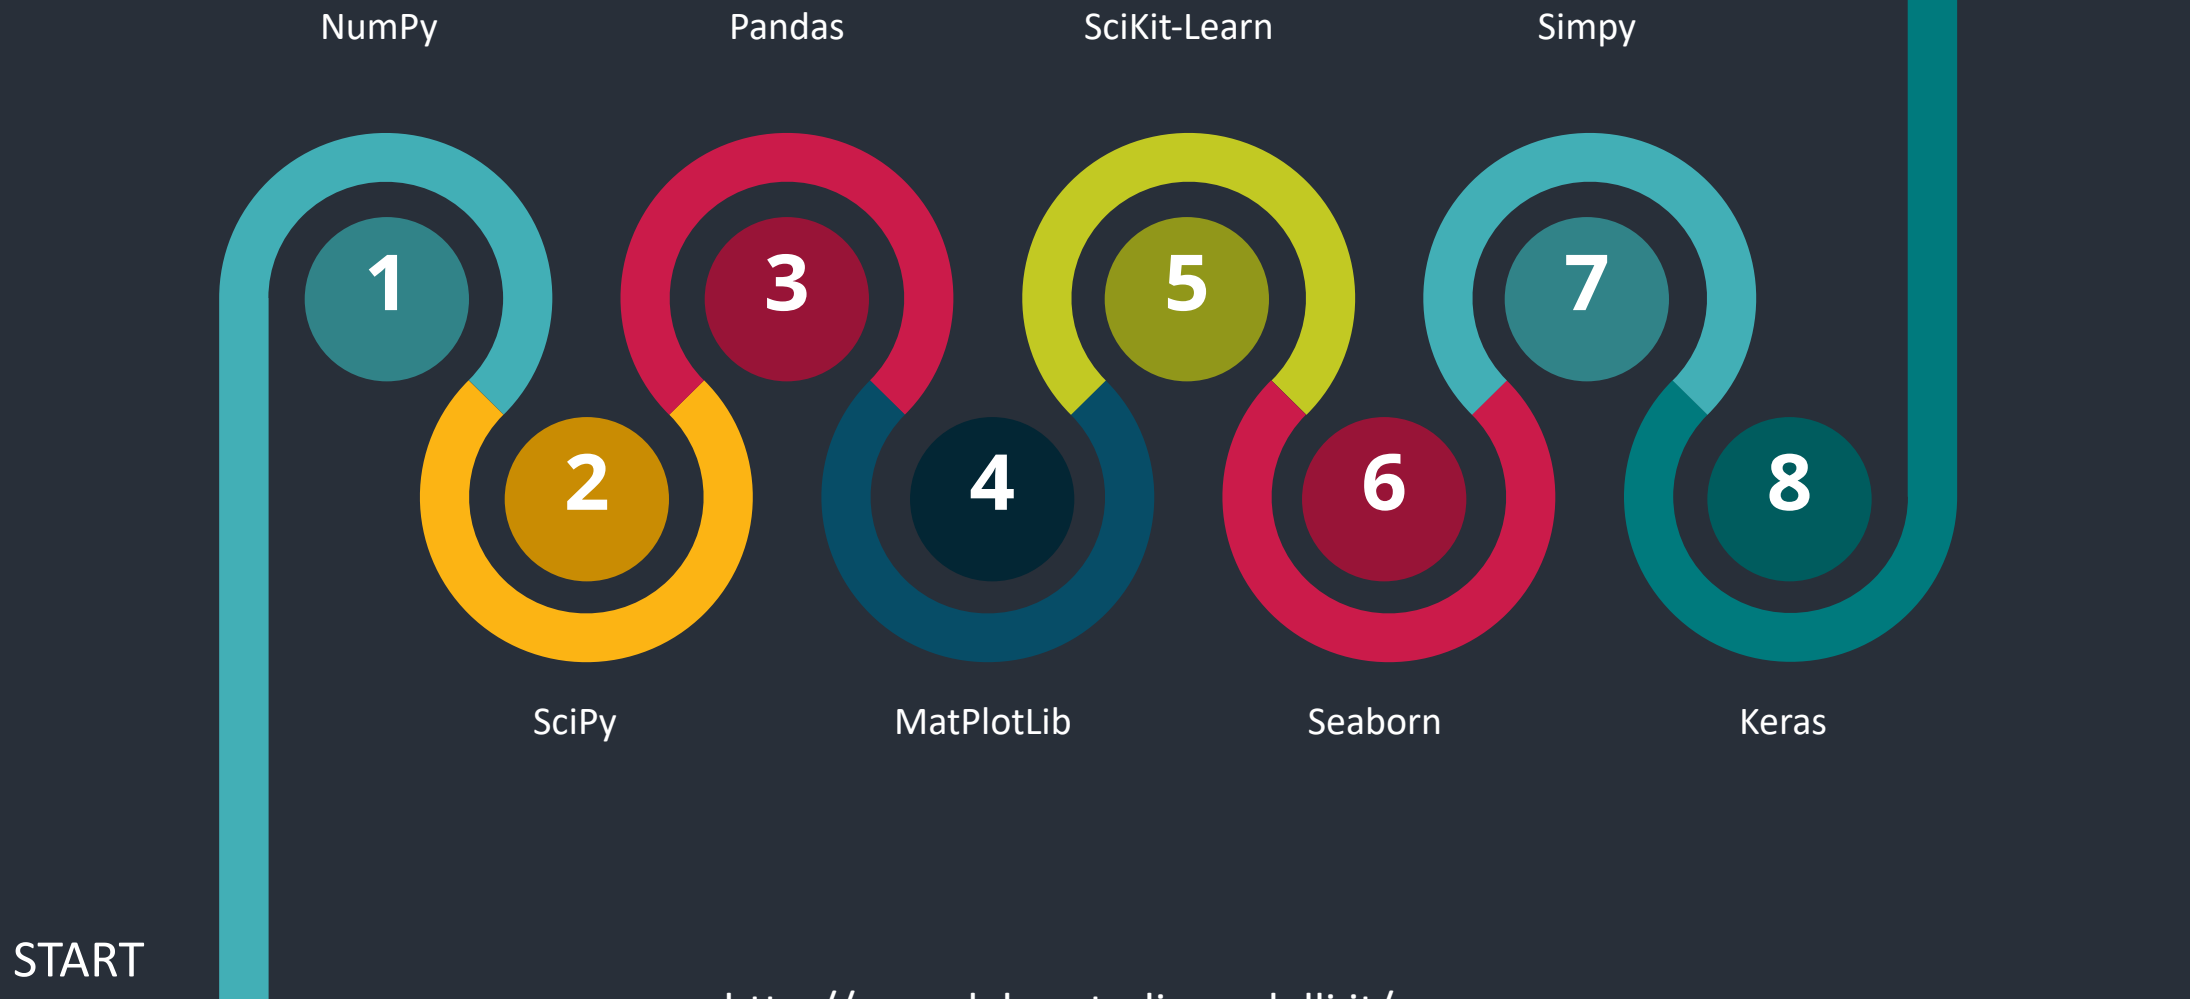 NumPy
Pandas
SciKit-Learn
Simpy
1
3
5
7
2
4
6
8
SciPy
MatPlotLib
Seaborn
Keras
START